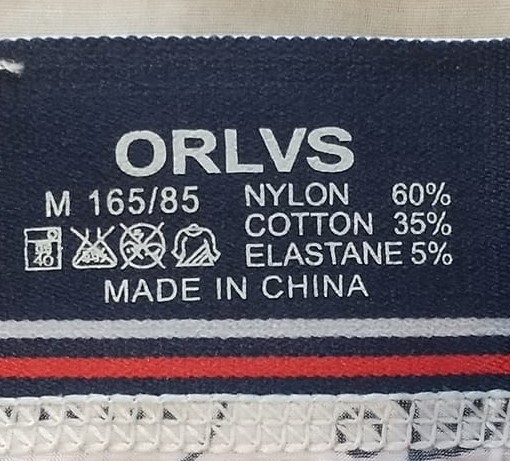 ORLVS
M 165/85
NYLON 60%
COTTON 35%
ELASTANE 5%
MADE IN CHINA